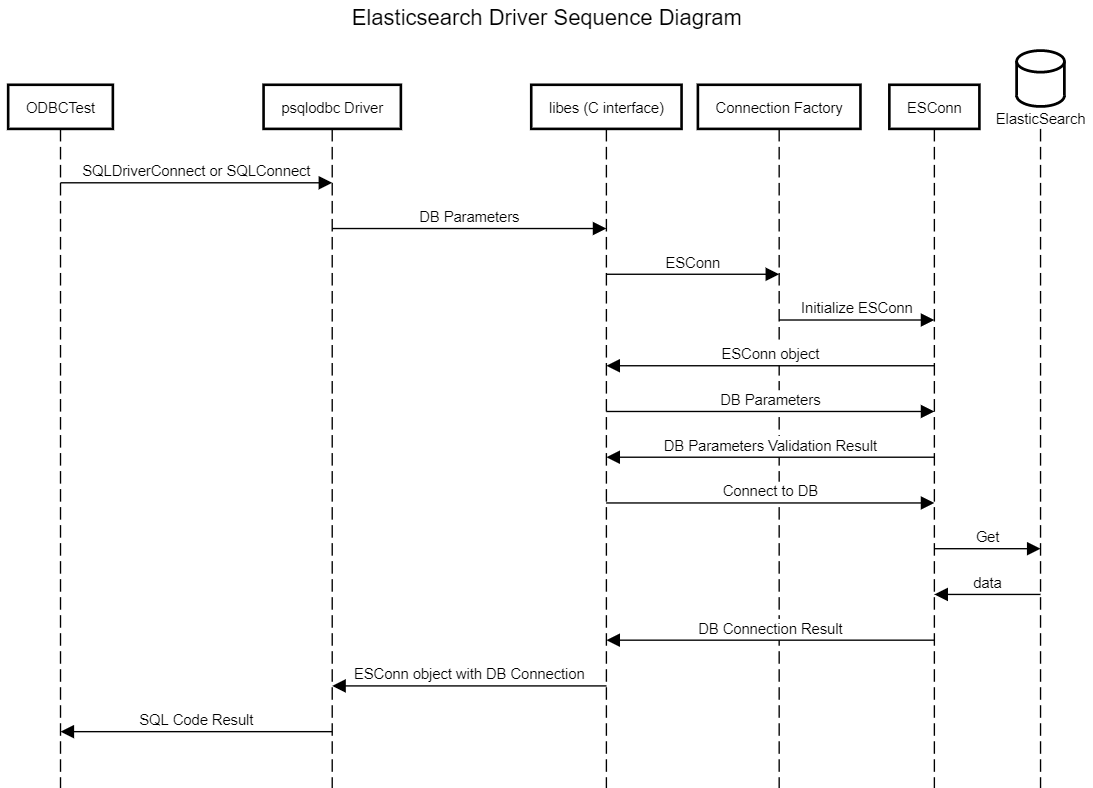 Elasticsearch Driver Sequence Diagram
ODBCTest
psqlodbc Driver
libes (C interface)
Connection Factory
ESConn
ElasticSearch
SQLDriverConnect or SQLConnect
DB Parameters
ESConn
Initialize ESConn
ESConn object
DB Parameters
DB Parameters Validation Result
Connect to DB
Get
data
DB Connection Result
ESConn object with DB Connection
SQL Code Result